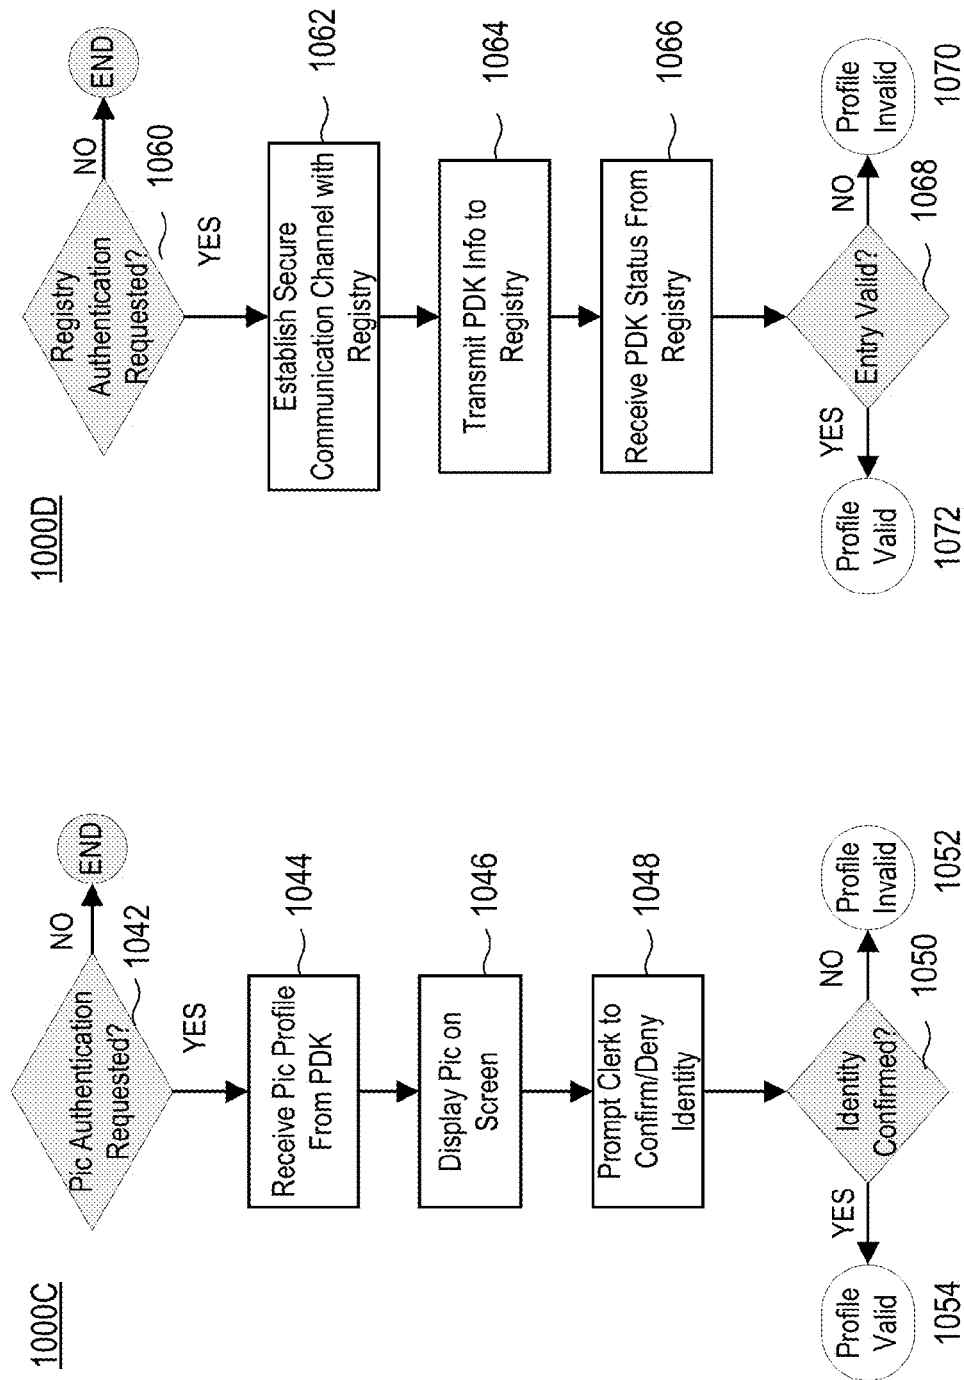 1000C
Pic Authentication
Requested?
NO
END
1042
YES
Receive Pic Profile
From PDK
1044
Display Pic on
Screen
1046
Prompt Clerk to
Confirm/Deny
Identity
1048
Identity
Confirmed?
1050
YES
NO
Profile
Valid
1054
Profile
Invalid
1052
1000D
Registry
Authentication
Requested?
NO
END
1060
YES
Establish Secure
Communication Channel with
Registry
1062
Transmit PDK Info to
Registry
1064
Receive PDK Status From
Registry
1066
Entry Valid?
1068
YES
NO
Profile
Valid
1072
Profile
Invalid
1070